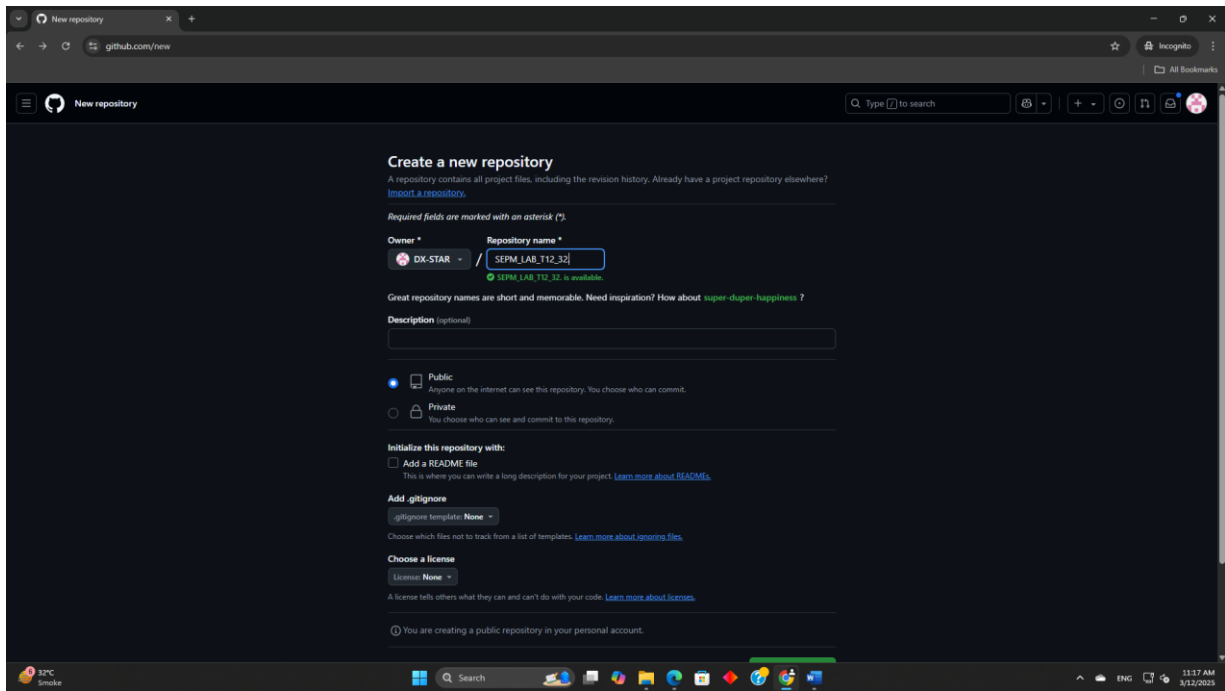 New repository
github.com/new
Incognito
All Bookmarks
New repository
Type / to search
Create a new repository
A repository contains all project files, including the revision history. Already have a project repository elsewhere?
Import a repository.
Required fields are marked with an asterisk (*).
Owner * Repository name *
DX-STAR / SEPM_LAB_T12_32
SEPM_LAB_T12_32. is available.
Great repository names are short and memorable. Need inspiration? How about super-duper-happiness ?
Description (optional)
Public
Anyone on the internet can see this repository. You choose who can commit.
Private
You choose who can see and commit to this repository.
Initialize this repository with:
Add a README file
This is where you can write a long description for your project. Learn more about READMEs.
Add .gitignore
.gitignore template: None
Choose which files not to track from a list of templates. Learn more about ignoring files.
Choose a license
License: None
A license tells others what they can and can't do with your code. Learn more about licenses.
You are creating a public repository in your personal account.
6
32°C
Smoke
Search
ENG
11:17 AM
3/12/2025